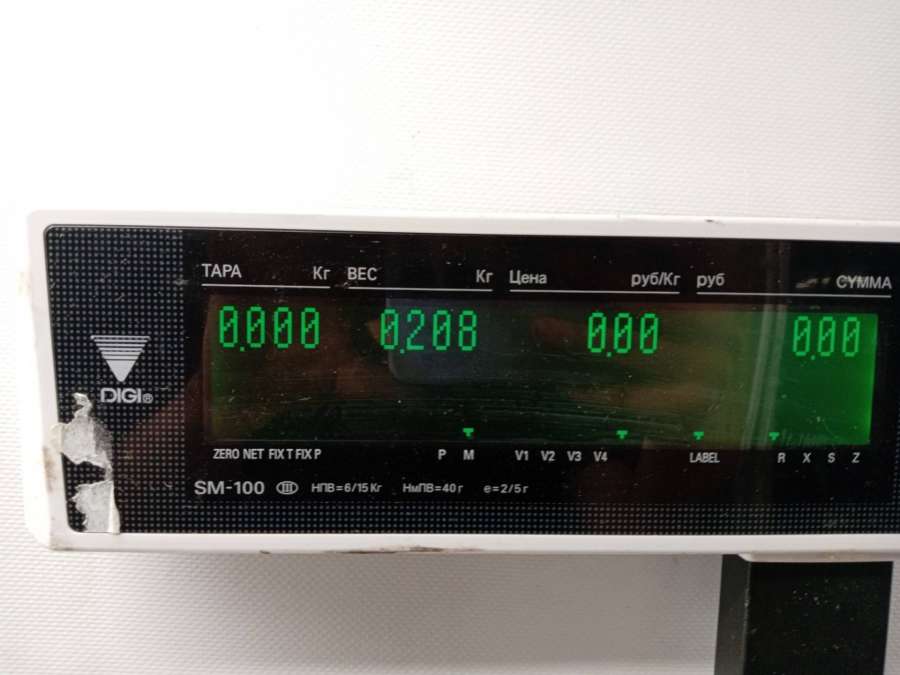 ТАРА Кг ВЕС Кг Цена руб/Кг руб СУММА
0.000 0.208 0.00 0.00
DIGI®
ZERO NET FIX T FIX P P M V1 V2 V3 V4 LABEL R X S Z
SM-100 III НПВ=6/15Кг НмПВ=40г e=2/5г